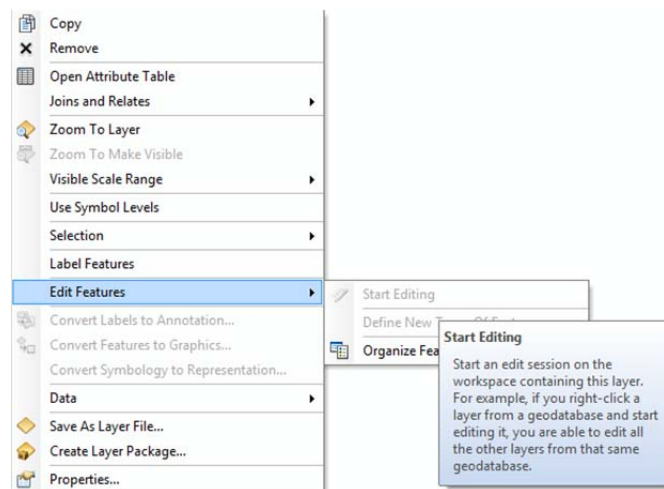 Copy
Remove
Open Attribute Table
Joins and Relates
Zoom To Layer
Zoom To Make Visible
Visible Scale Range
Use Symbol Levels
Selection
Label Features
Edit Features
Start Editing
Define New
Organize Fea
Convert Labels to Annotation...
Convert Features to Graphics...
Convert Symbology to Representation...
Data
Save As Layer File...
Create Layer Package...
Properties...
Start Editing
Start an edit session on the
workspace containing this layer.
For example, if you right-click a
layer from a geodatabase and start
editing it, you are able to edit all
the other layers from that same
geodatabase.